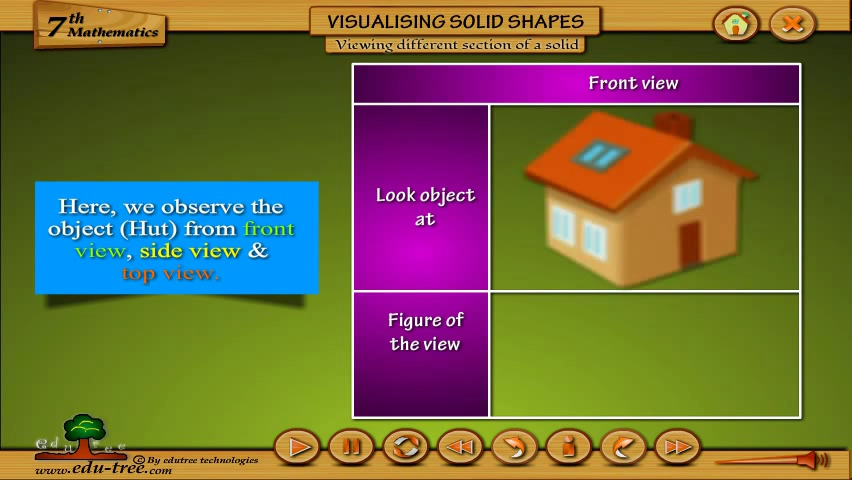 7th
Mathematics
VISUALISING SOLID SHAPES
Viewing different section of a solid
Front view
Look object
at
Here, we observe the
object (Hut) from front
view, side view &
top view.
Figure of
the view
edutree
© By edutree technologies
www.edu-tree.com